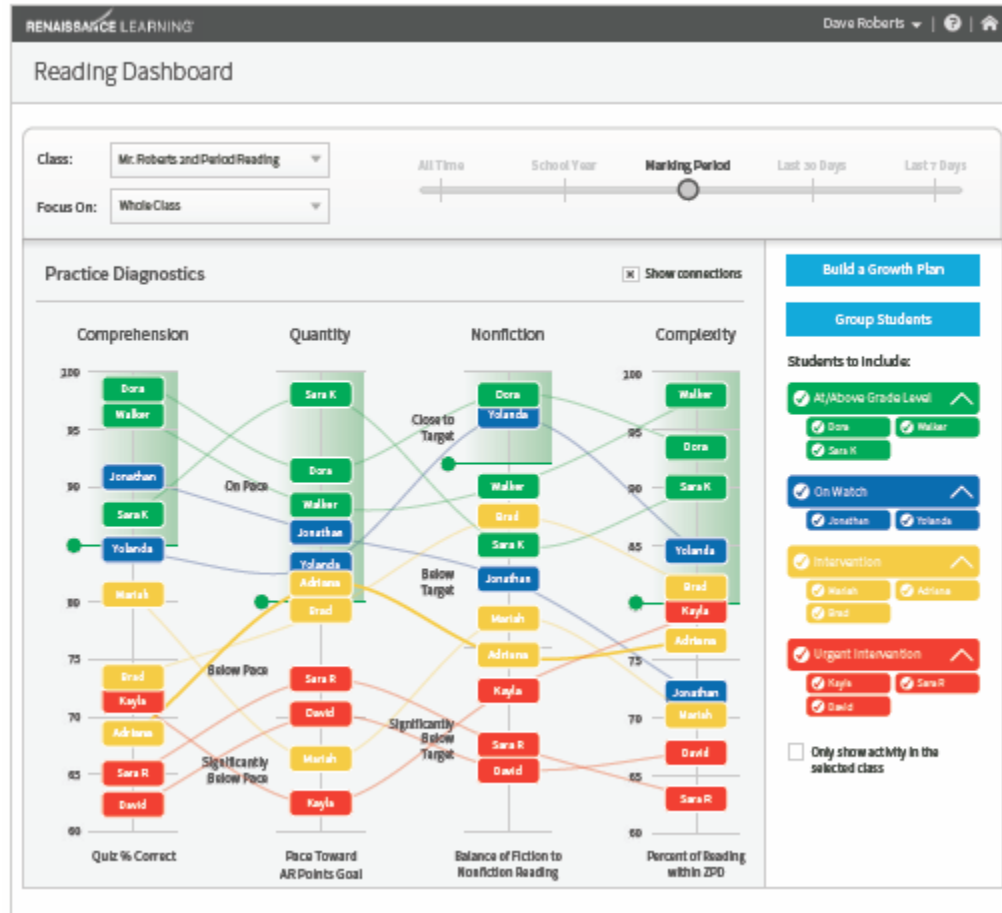 RENAISSANCE LEARNING
Dave Roberts
Reading Dashboard
Class:
Mr. Roberts 2nd Period Reading
Focus On:
Whole Class
All Time
School Year
Marking Period
Last 30 Days
Last 7 Days
Practice Diagnostics
Show connections
Comprehension
Quantity
Nonfiction
Complexity
100
95
90
80
75
70
65
60
Dora
Walker
Jonathan
Sara K
Yolanda
Mariah
Brad
Kayla
Adriana
Sara R
David
Quiz % Correct
On Pace
Below Pace
Significantly
Below Pace
Sara K
Dora
Walker
Jonathan
Yolanda
Adriana
Brad
Sara R
David
Mariah
Kayla
Pace Toward
AR Points Goal
Close to
Target
Below
Target
Significantly
Below
Target
Dora
Yolanda
Walker
Brad
Sara K
Jonathan
Mariah
Adriana
Kayla
Sara R
David
Balance of Fiction to
Nonfiction Reading
100
95
90
85
75
70
65
60
Walker
Dora
Sara K
Yolanda
Brad
Kayla
Adriana
Jonathan
Mariah
David
Sara R
Percent of Reading
within ZPD
Build a Growth Plan
Group Students
Students to Include:
At/Above Grade Level
Dora
Walker
Sara K
On Watch
Jonathan
Yolanda
Intervention
Mariah
Adriana
Brad
Urgent Intervention
Kayla
Sara R
David
Only show activity in the
selected class